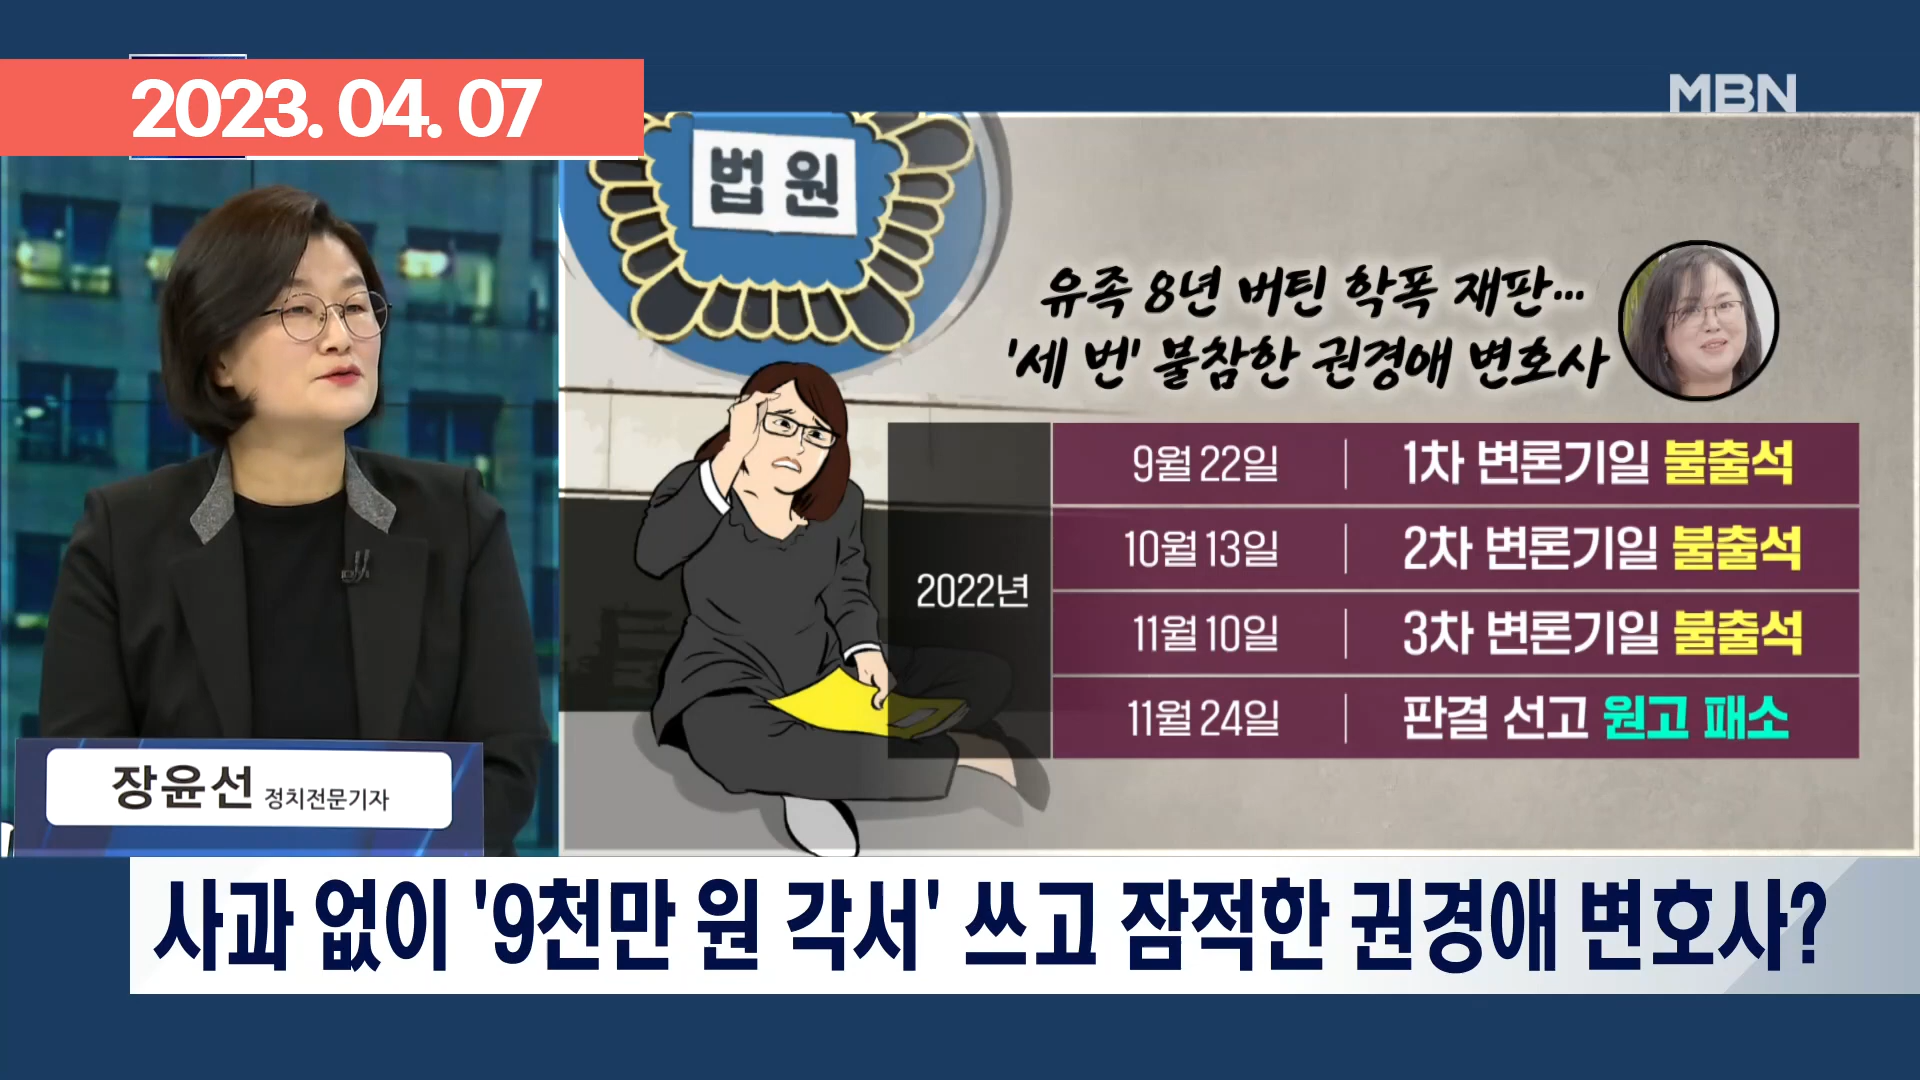 2023. 04. 07
MBN
법원
유족 8년 버틴 학폭 재판...
'세 번' 불참한 권경애 변호사
2022년
9월 22일 1차 변론기일 불출석
10월 13일 2차 변론기일 불출석
11월 10일 3차 변론기일 불출석
11월 24일 판결 선고 원고 패소
장윤선 정치전문기자
사과 없이 '9천만 원 각서' 쓰고 잠적한 권경애 변호사?